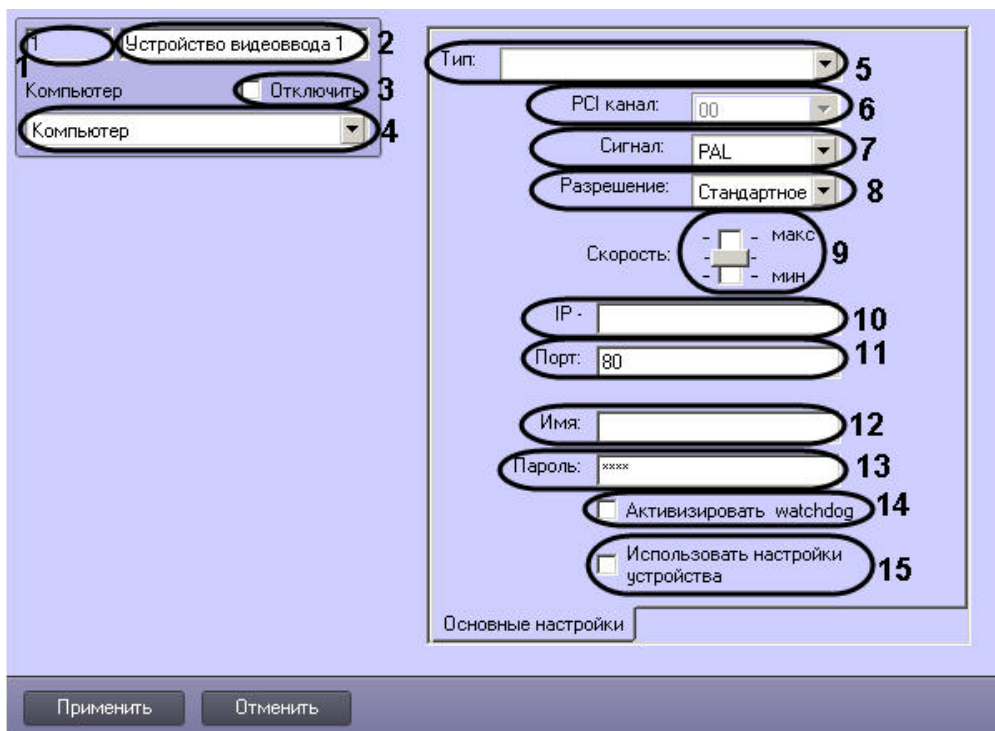 1 Устройство видеоввода 1 2
1
Компьютер Отключить 3
Компьютер 4
Тип: 5
PCI канал: 00 6
Сигнал: PAL 7
Разрешение: Стандартное 8
- - макс
Скорость: - - 9
- - мин
IP - 10
Порт: 80 11
Имя: 12
Пароль: xxxx 13
Активизировать watchdog 14
Использовать настройки
устройства 15
Основные настройки
Применить Отменить